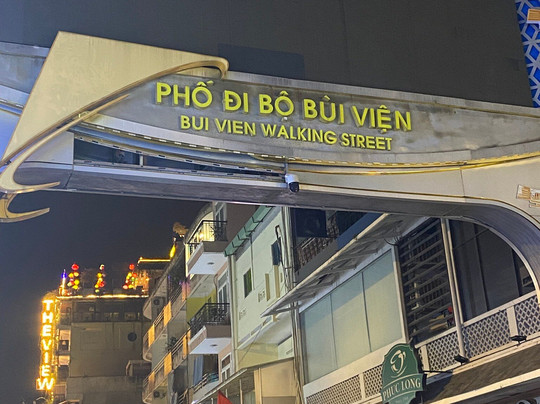 PHỐ ĐI BỘ BÙI VIỆN
BUI VIEN WALKING STREET
THEVIEW
PHUC LONG